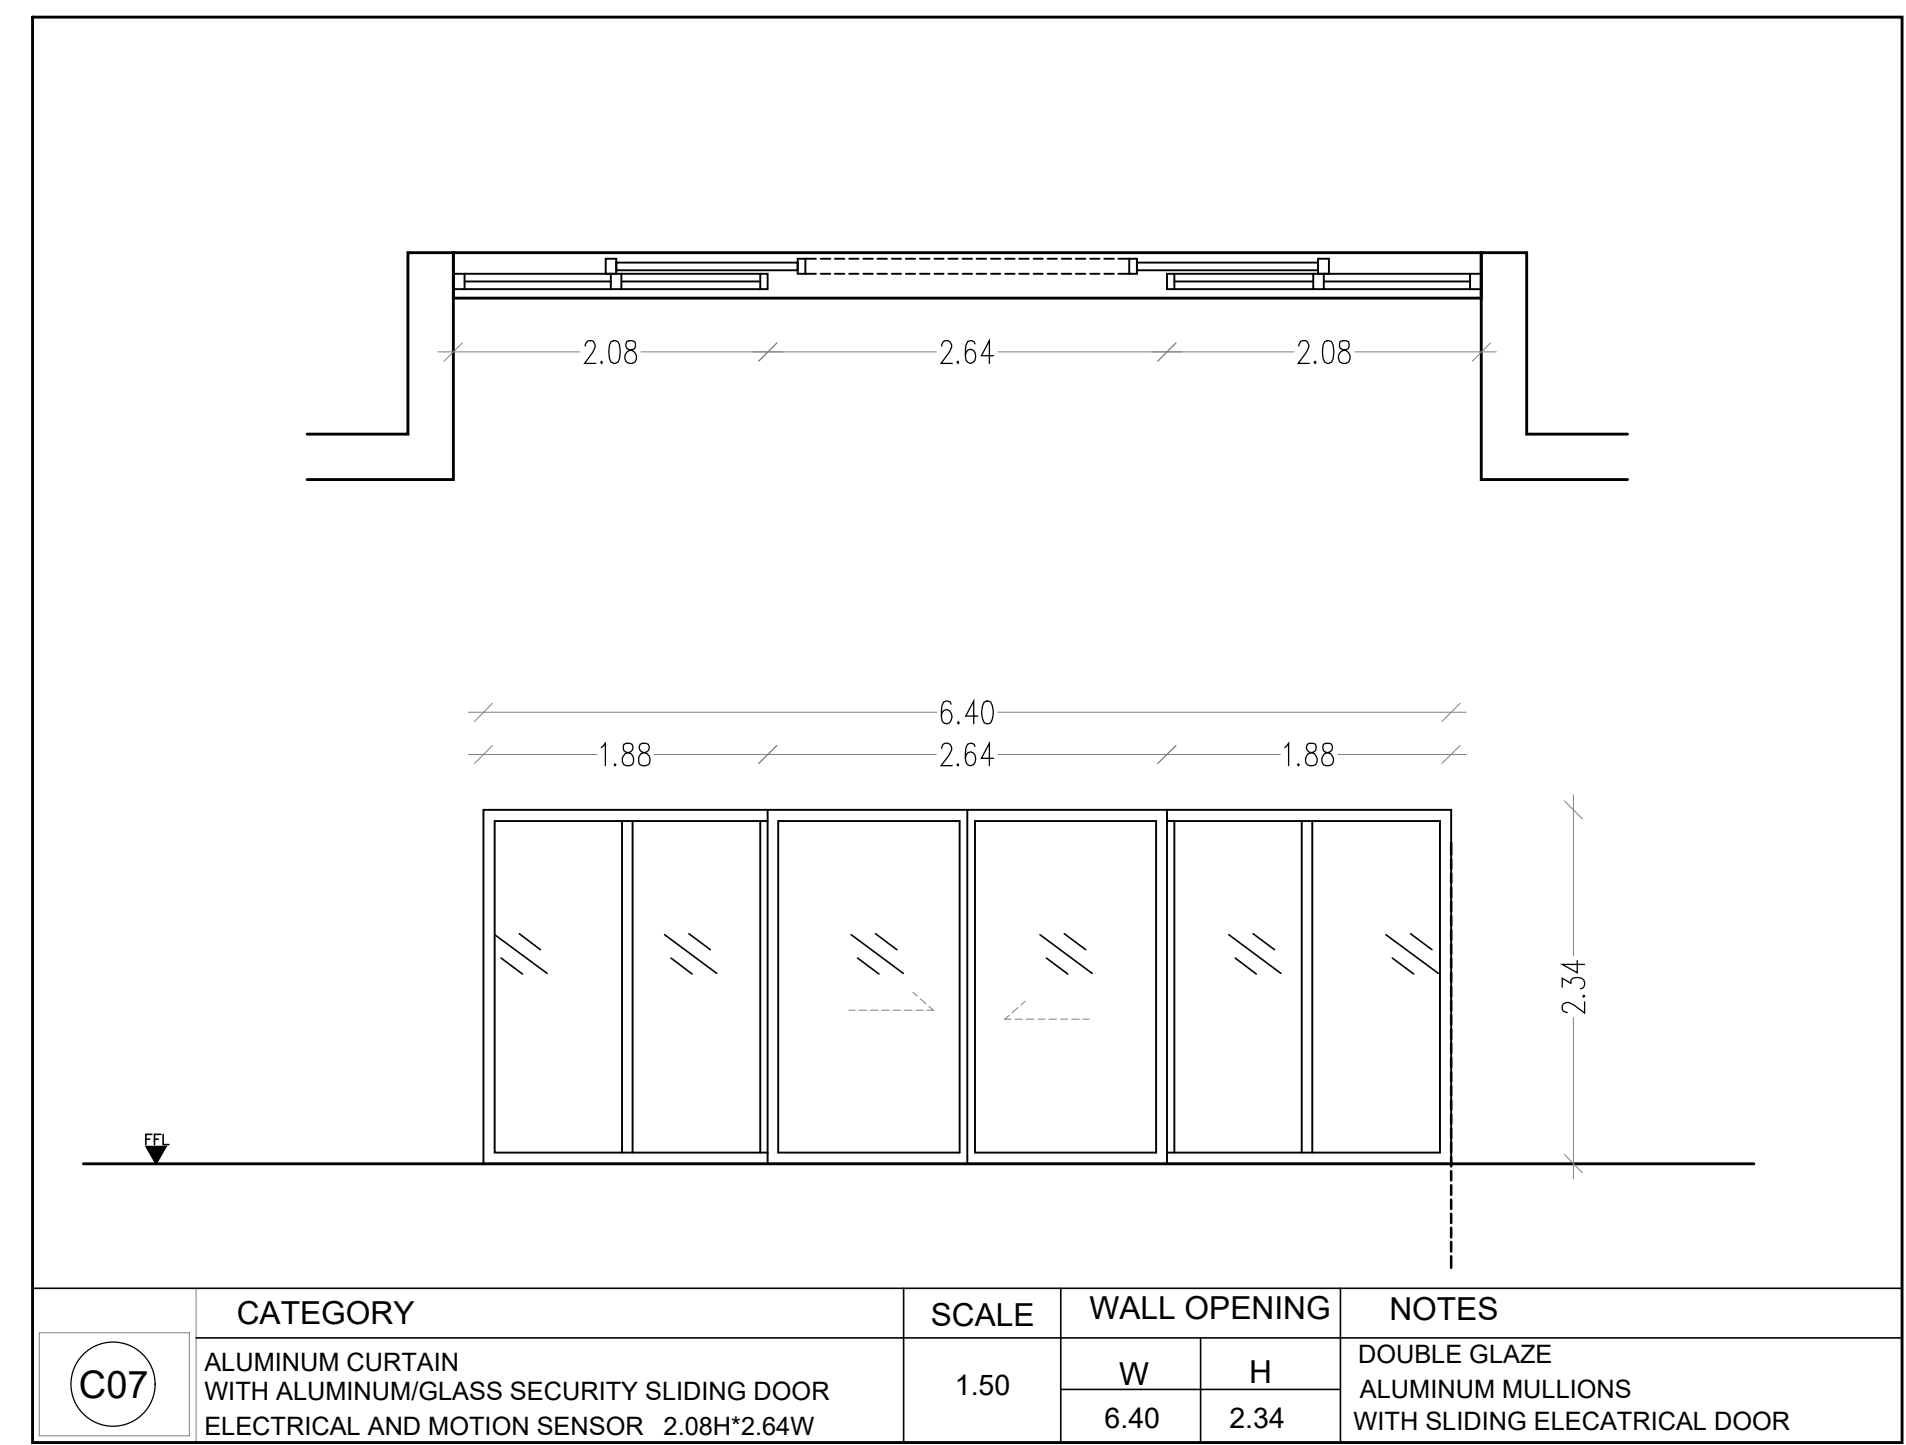 2.08 2.64 2.08
6.40
1.88 2.64 1.88
2.34
FFL
CATEGORY SCALE WALL OPENING NOTES
C07
ALUMINUM CURTAIN
WITH ALUMINUM/GLASS SECURITY SLIDING DOOR
ELECTRICAL AND MOTION SENSOR 2.08H*2.64W
1.50
W H
6.40 2.34
DOUBLE GLAZE
ALUMINUM MULLIONS
WITH SLIDING ELECATRICAL DOOR